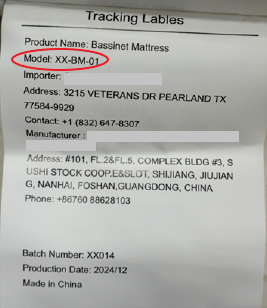 Tracking Lables
Product Name: Bassinet Mattress
Model: XX-BM-01
Importer:
Address: 3215 VETERANS DR PEARLAND TX
77584-9929
Contact: +1 (832) 647-8307
Manufacturer :
Address: #101, FL.2&FL.5, COMPLEX BLDG #3, S
USHI STOCK COOP.E&SLOT, SHIJIANG, JIUJIAN
G, NANHAI, FOSHAN,GUANGDONG, CHINA
Phone: +86760 88628103
Batch Number: XX014
Production Date: 2024/12
Made in China